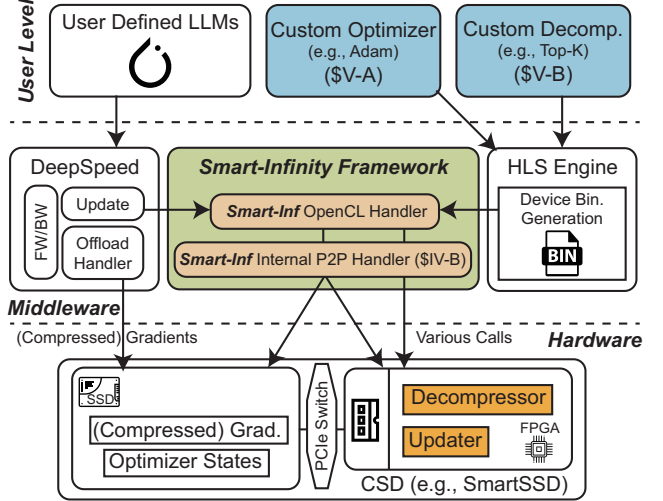 User Level
User Defined LLMs
Custom Optimizer
(e.g., Adam)
($V-A)
Custom Decomp.
(e.g., Top-K)
($V-B)
DeepSpeed
FW/BW
Update
Offload
Handler
Smart-Infinity Framework
Smart-Inf OpenCL Handler
Smart-Inf Internal P2P Handler ($IV-B)
HLS Engine
Device Bin.
Generation
BIN
Middleware
Hardware
(Compressed) Gradients
Various Calls
SSD
(Compressed) Grad.
Optimizer States
PCIe Switch
Decompressor
Updater
FPGA
CSD (e.g., SmartSSD)